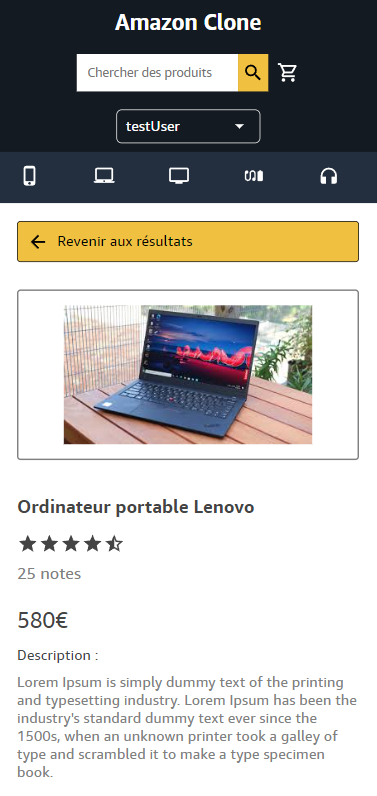 Amazon Clone
Chercher des produits
testUser
Revenir aux résultats
Ordinateur portable Lenovo
25 notes
580€
Description :
Lorem Ipsum is simply dummy text of the printing
and typesetting industry. Lorem Ipsum has been the
industry's standard dummy text ever since the
1500s, when an unknown printer took a galley of
type and scrambled it to make a type specimen
book.